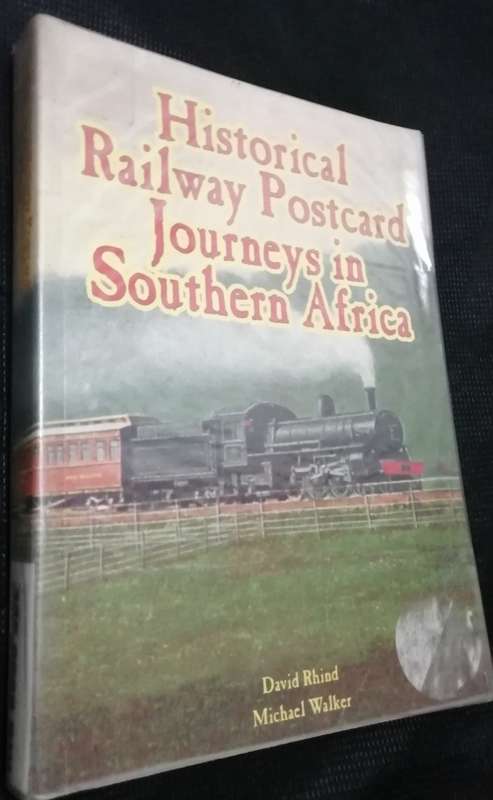 Historical
Railway Postcard
Journeys in
Southern Africa
David Rhind
Michael Walker